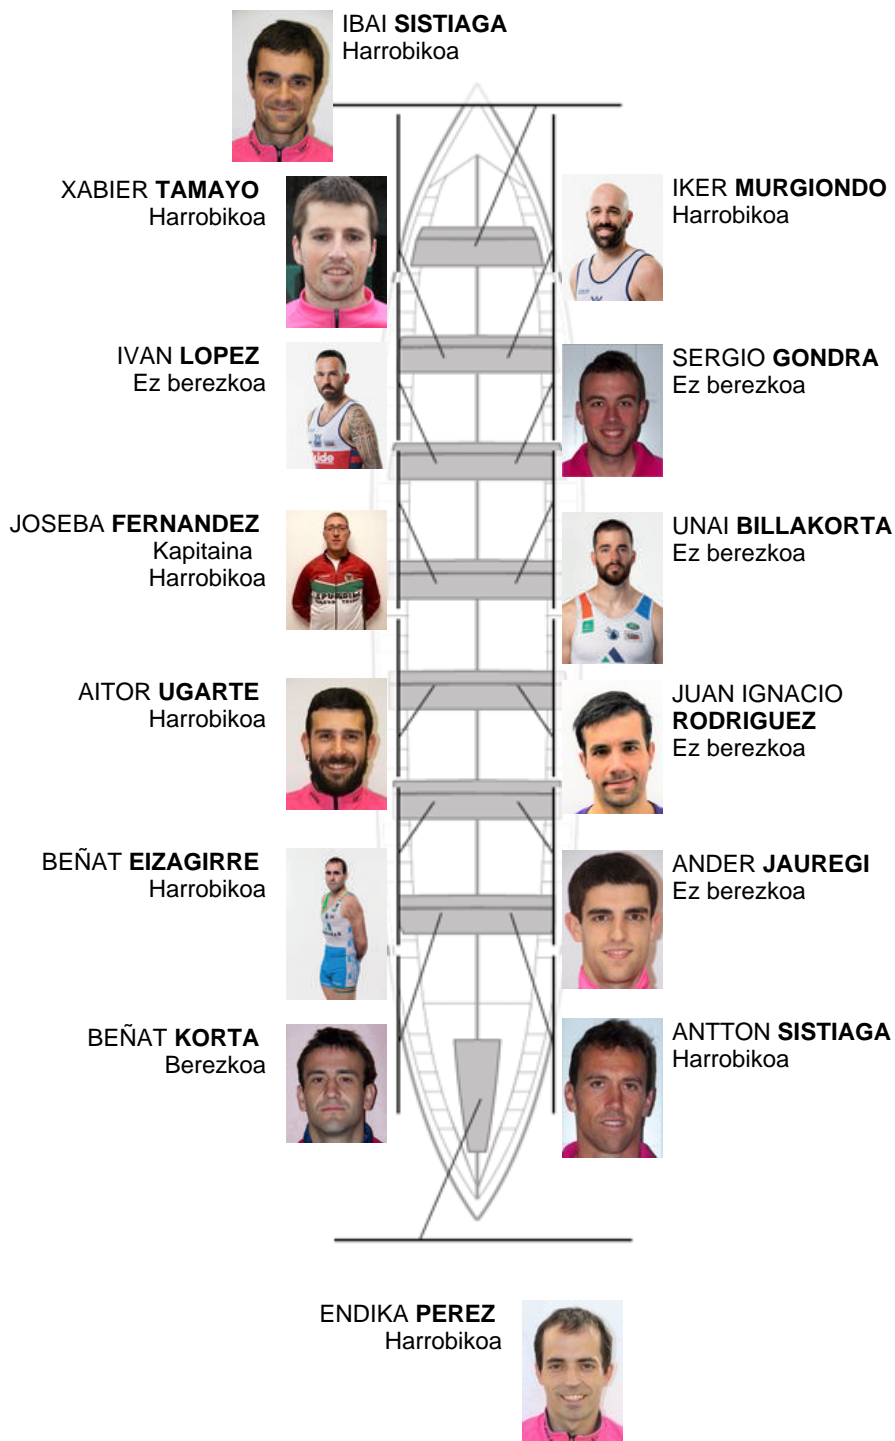 IBAI SISTIAGA
Harrobikoa
XABIER TAMAYO
Harrobikoa
IKER MURGIONDO
Harrobikoa
IVAN LOPEZ
Ez berezkoa
SERGIO GONDRA
Ez berezkoa
JOSEBA FERNANDEZ
Kapitaina
Harrobikoa
UNAI BILLAKORTA
Ez berezkoa
AITOR UGARTE
Harrobikoa
JUAN IGNACIO
RODRIGUEZ
Ez berezkoa
BEÑAT EIZAGIRRE
Harrobikoa
ANDER JAUREGI
Ez berezkoa
BEÑAT KORTA
Berezkoa
ANTTON SISTIAGA
Harrobikoa
ENDIKA PEREZ
Harrobikoa